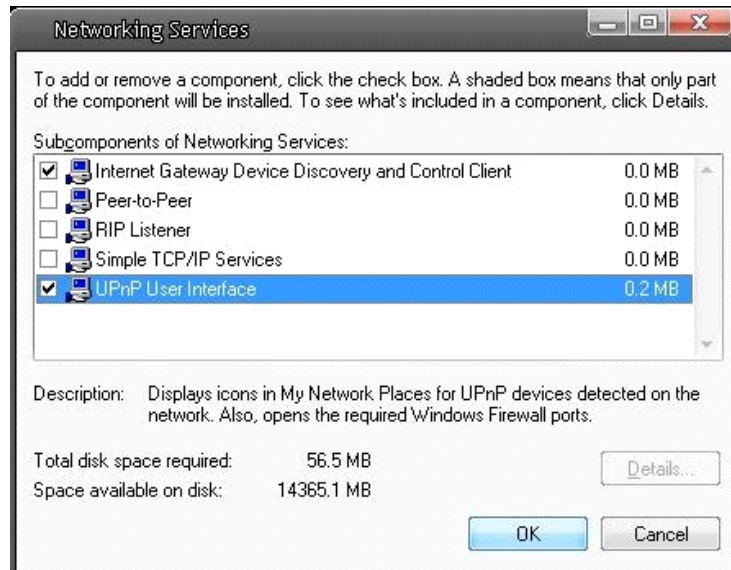 Networking Services
To add or remove a component, click the check box. A shaded box means that only part
of the component will be installed. To see what's included in a component, click Details.
Subcomponents of Networking Services:
Internet Gateway Device Discovery and Control Client 0.0 MB
Peer-to-Peer 0.0 MB
RIP Listener 0.0 MB
Simple TCP/IP Services 0.0 MB
UPnP User Interface 0.2 MB
Description: Displays icons in My Network Places for UPnP devices detected on the
network. Also, opens the required Windows Firewall ports.
Total disk space required: 56.5 MB
Space available on disk: 14365.1 MB
Details...
OK Cancel